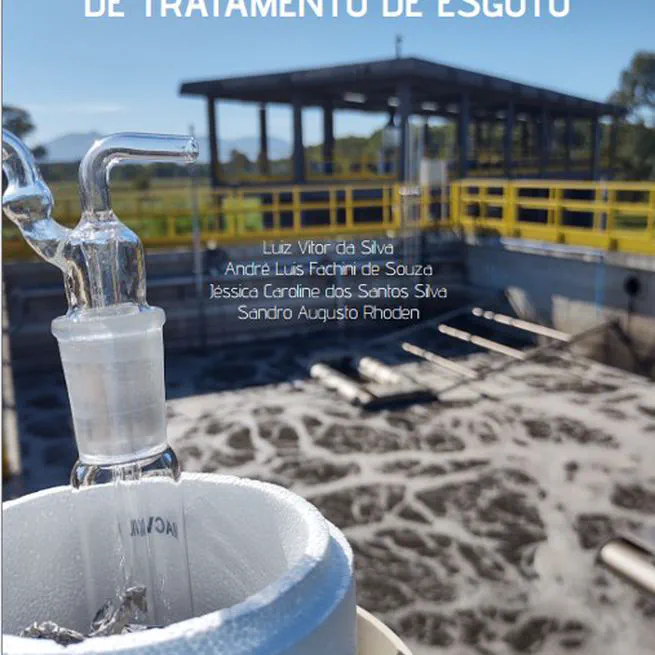 DE TRATAMENTO DE ESGOTO
Luiz Vitor da Silva
André Luis Fachini de Souza
Jéssica Caroline dos Santos Silva
Sandro Augusto Rhoden